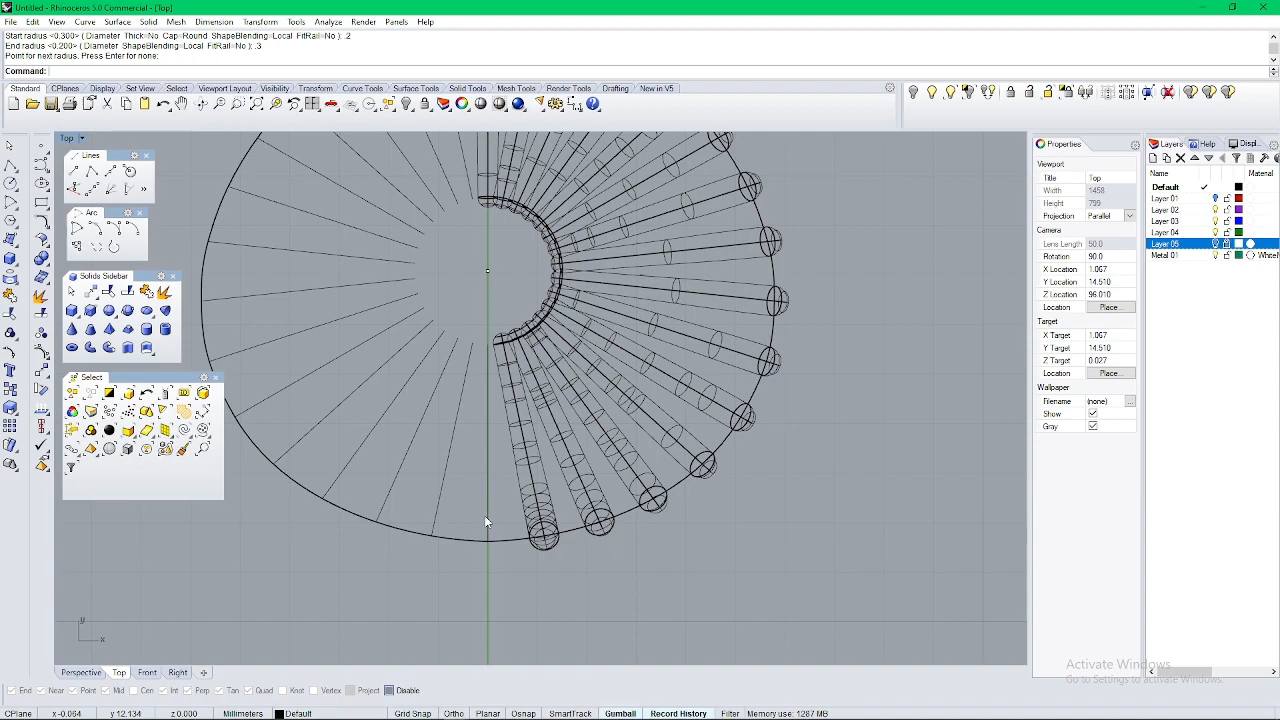 Untitled - Rhinoceros 5.0 Commercial - [Top]
File Edit View Curve Surface Solid Mesh Dimension Transform Tools Analyze Render Panels Help
Start radius <0.300> ( Diameter Thick=No Cap=Round ShapeBlending=Local FitRail=No ): .2
End radius <0.200> ( Diameter ShapeBlending=Local FitRail=No ): .3
Point for next radius. Press Enter for none:
Command:
Standard CPlanes Display Set View Select Viewport Layout Visibility Transform Curve Tools Surface Tools Solid Tools Mesh Tools Render Tools Drafting New in V5
Top
Lines
Arc
Solids Sidebar
Select
Properties
Viewport
Title Top
Width 1458
Height 799
Projection Parallel
Camera
Lens Length 50.0
Rotation 90.0
X Location 1.067
Y Location 14.510
Z Location 96.010
Location Place...
Target
X Target 1.067
Y Target 14.510
Z Target 0.027
Location Place...
Wallpaper
Filename (none) ...
Show
Gray
Layers Help Displ...
Name Material
Default
Layer 01
Layer 02
Layer 03
Layer 04
Layer 05
Metal 01
y
x
Perspective Top Front Right
Activate Windows
Go to Settings to activate Windows.
End Near Point Mid Cen Int Perp Tan Quad Knot Vertex Project Disable
CPlane x -0.064 y 12.134 z 0.000 Millimeters Default Grid Snap Ortho Planar Osnap SmartTrack Gumball Record History Filter Memory use: 1287 MB